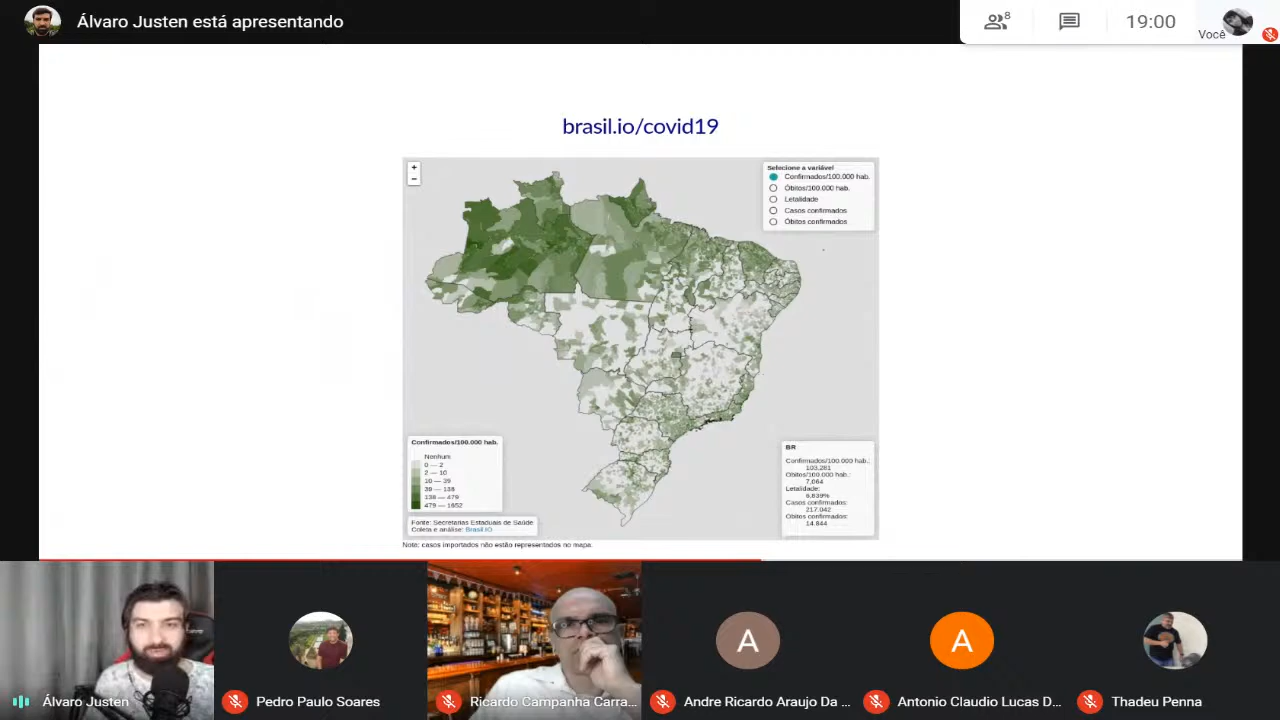 Álvaro Justen está apresentando
8
19:00
Você
brasil.io/covid19
+
−
Selecione a variável
Confirmados/100.000 hab.
Óbitos/100.000 hab.
Letalidade
Casos confirmados
Óbitos confirmados
Confirmados/100.000 hab.
Nenhum
0 — 2
2 — 10
10 — 39
39 — 138
138 — 479
479 — 1652
Fonte: Secretarias Estaduais de Saúde
Coleta e análise: Brasil.IO
BR
Confirmados/100.000 hab.:
103,281
Óbitos/100.000 hab.:
7,064
Letalidade:
6,839%
Casos confirmados:
217.042
Óbitos confirmados:
14.844
Nota: casos importados não estão representados no mapa.
A
A
Álvaro Justen
Pedro Paulo Soares
Ricardo Campanha Carra...
Andre Ricardo Araujo Da ...
Antonio Claudio Lucas D...
Thadeu Penna